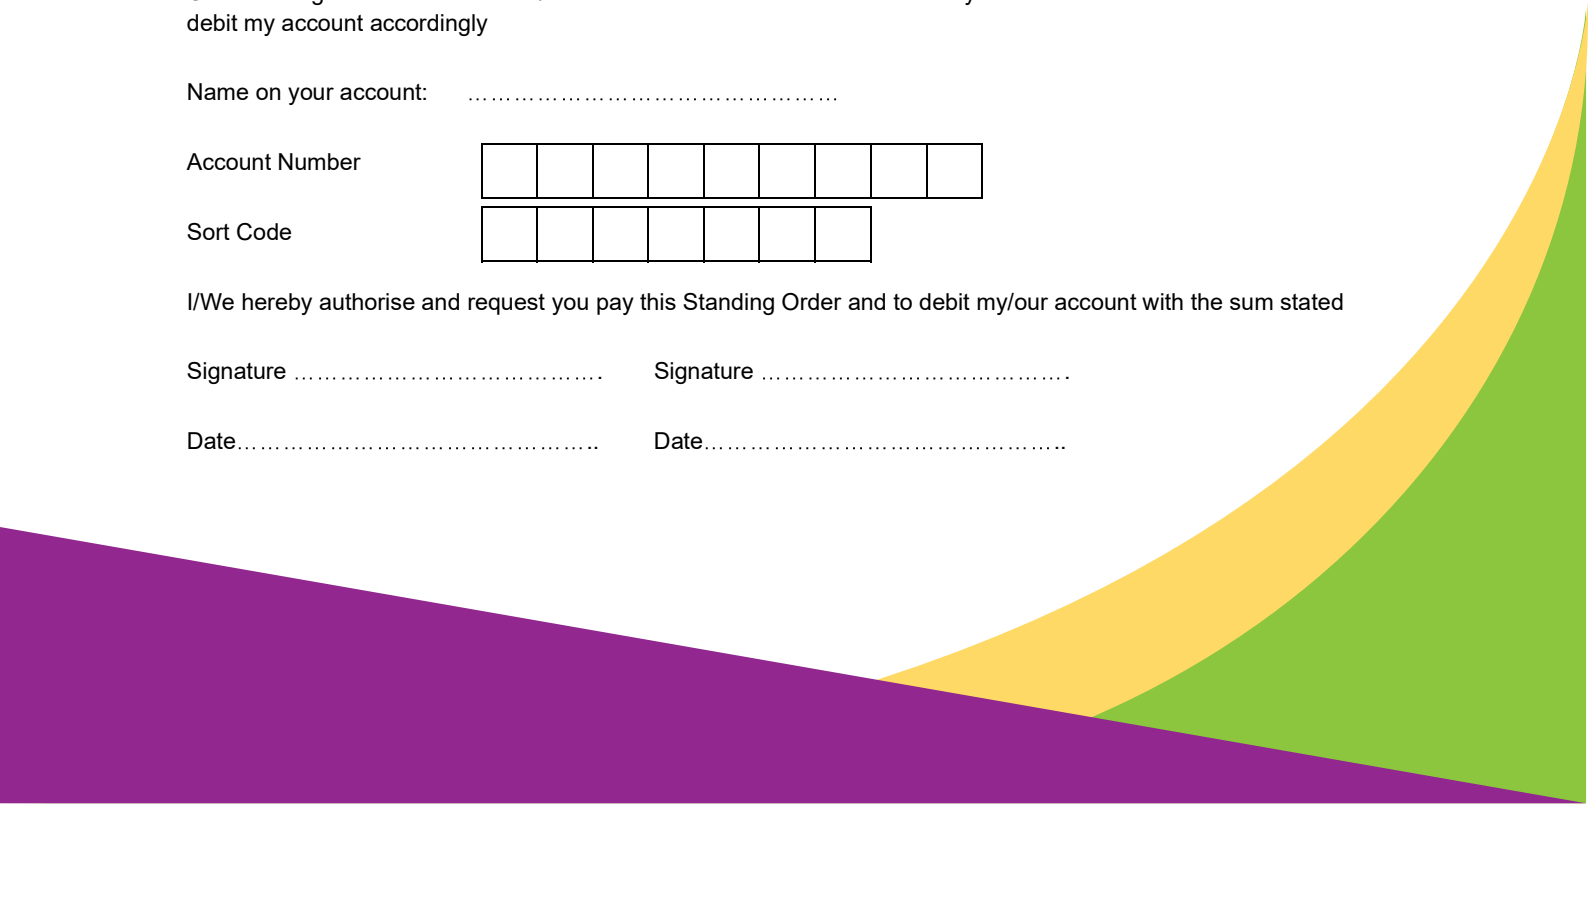 debit my account accordingly
Name on your account: …………………………………………
Account Number
Sort Code
I/We hereby authorise and request you pay this Standing Order and to debit my/our account with the sum stated
Signature …………………………………. Signature ………………………………….
Date……………………………………….. Date………………………………………..